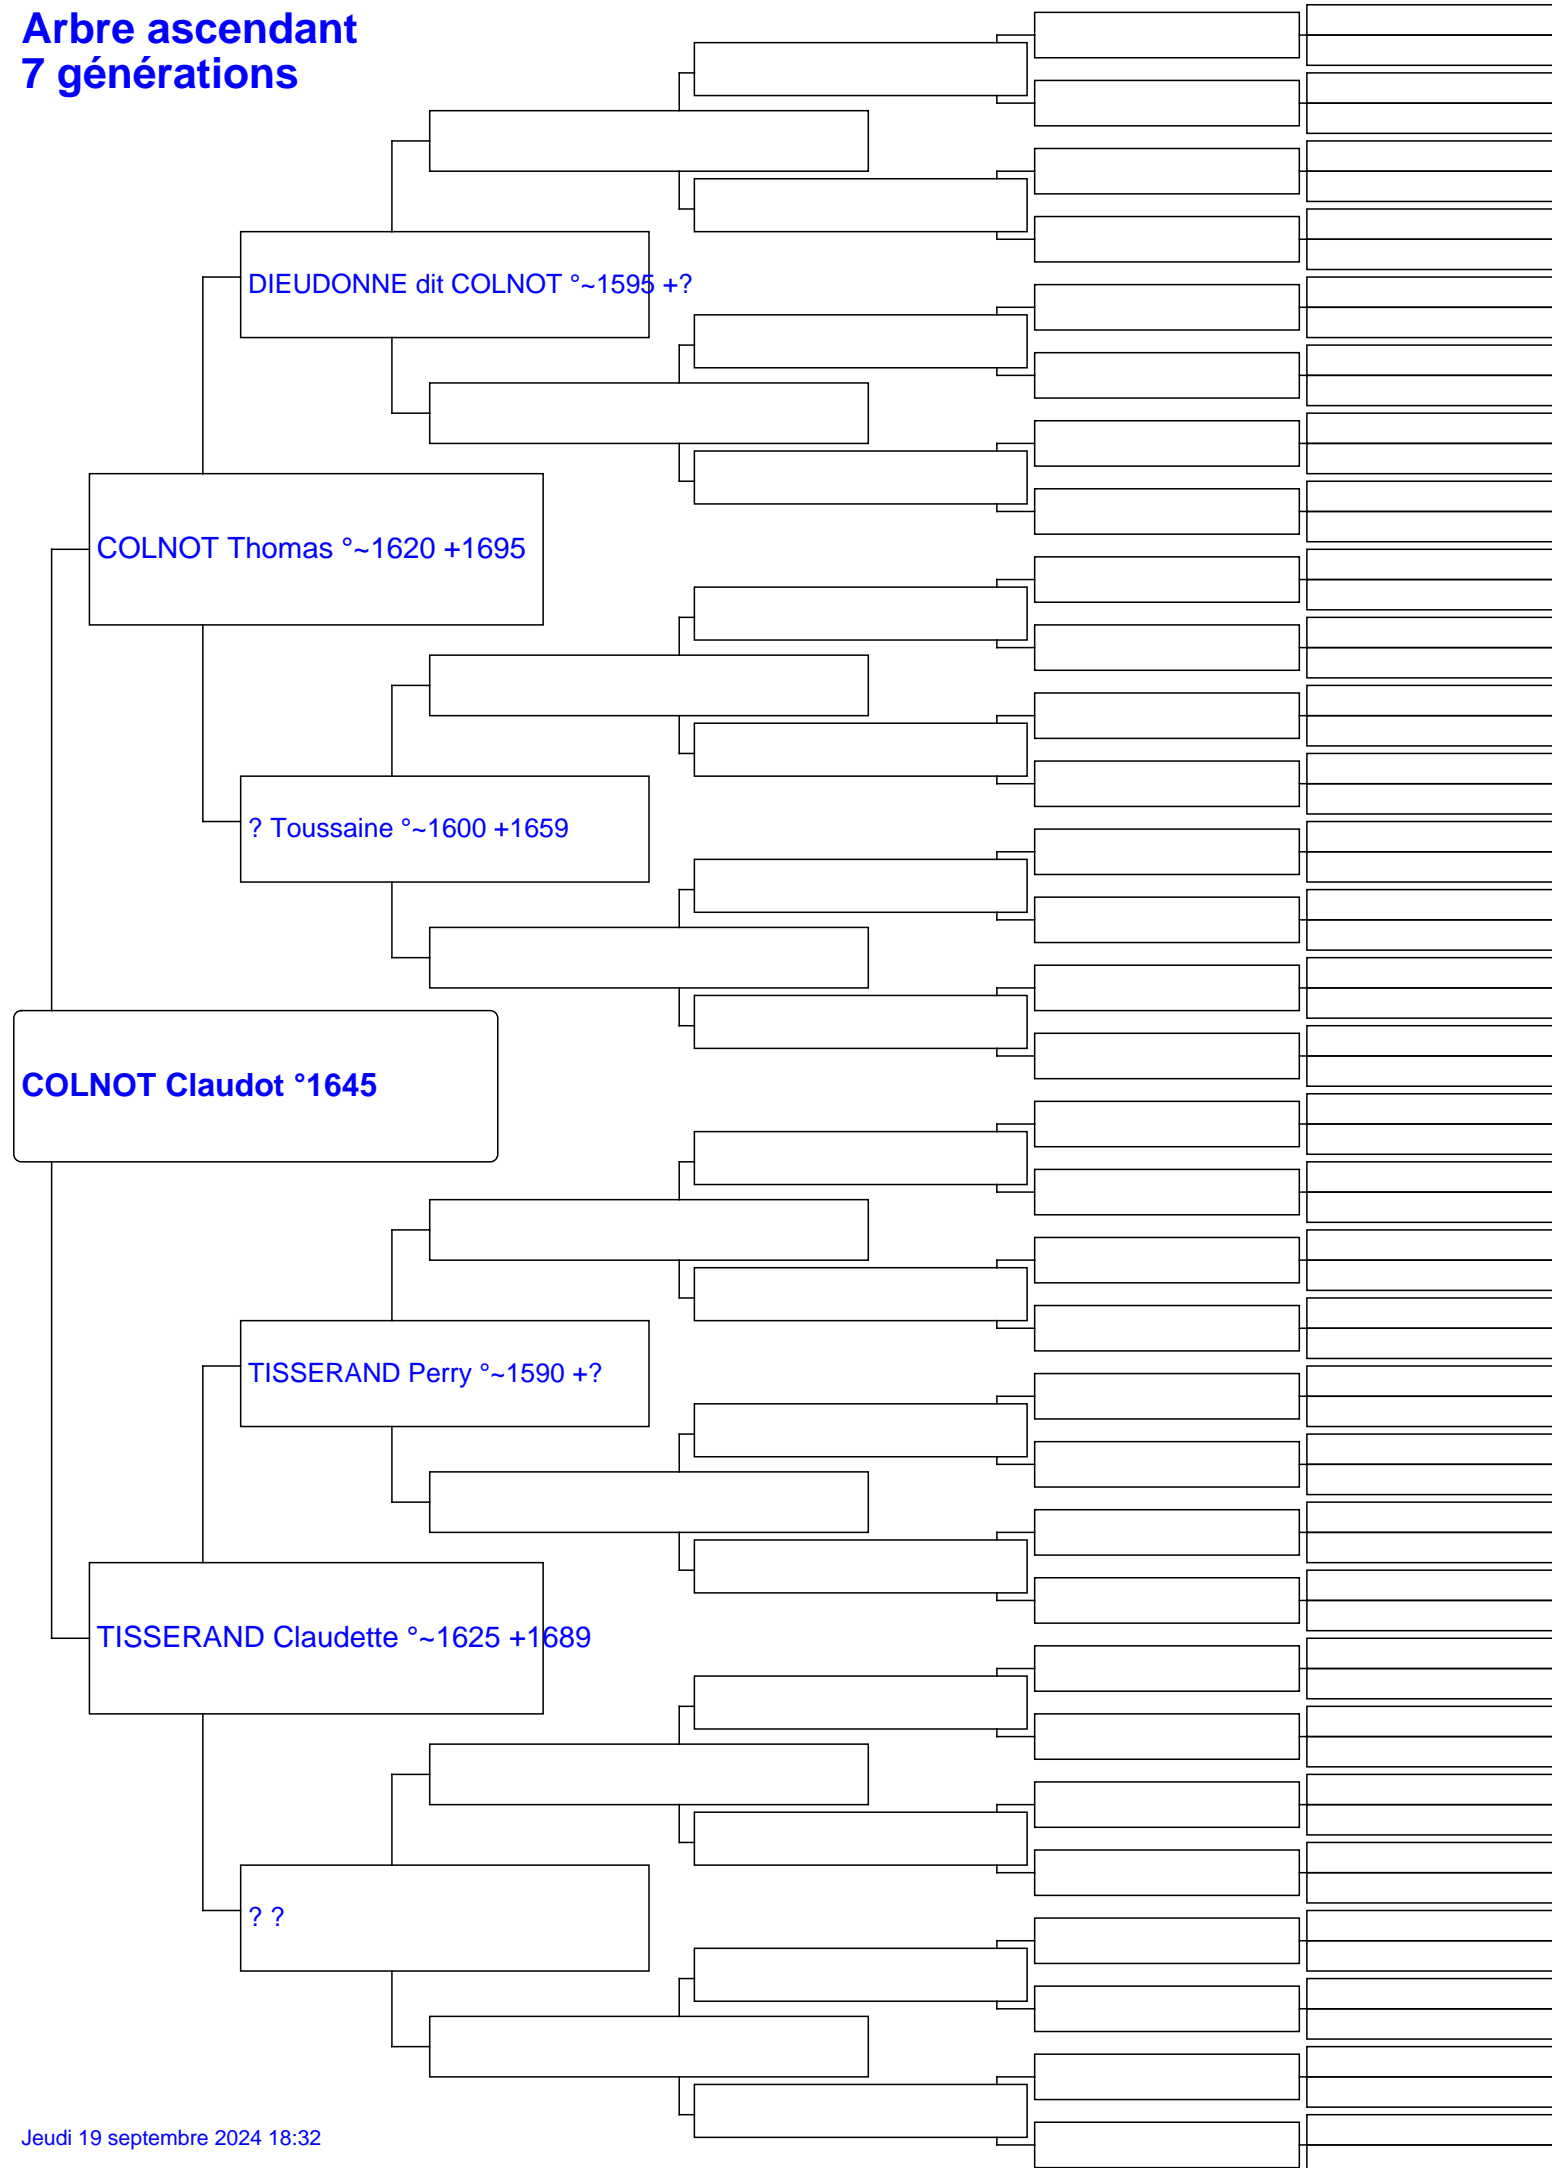 Arbre ascendant
7 générations
DIEUDONNE dit COLNOT °~1595 +?
COLNOT Thomas °~1620 +1695
? Toussaine °~1600 +1659
COLNOT Claudot °1645
TISSERAND Perry °~1590 +?
TISSERAND Claudette °~1625 +1689
? ?
Jeudi 19 septembre 2024 18:32